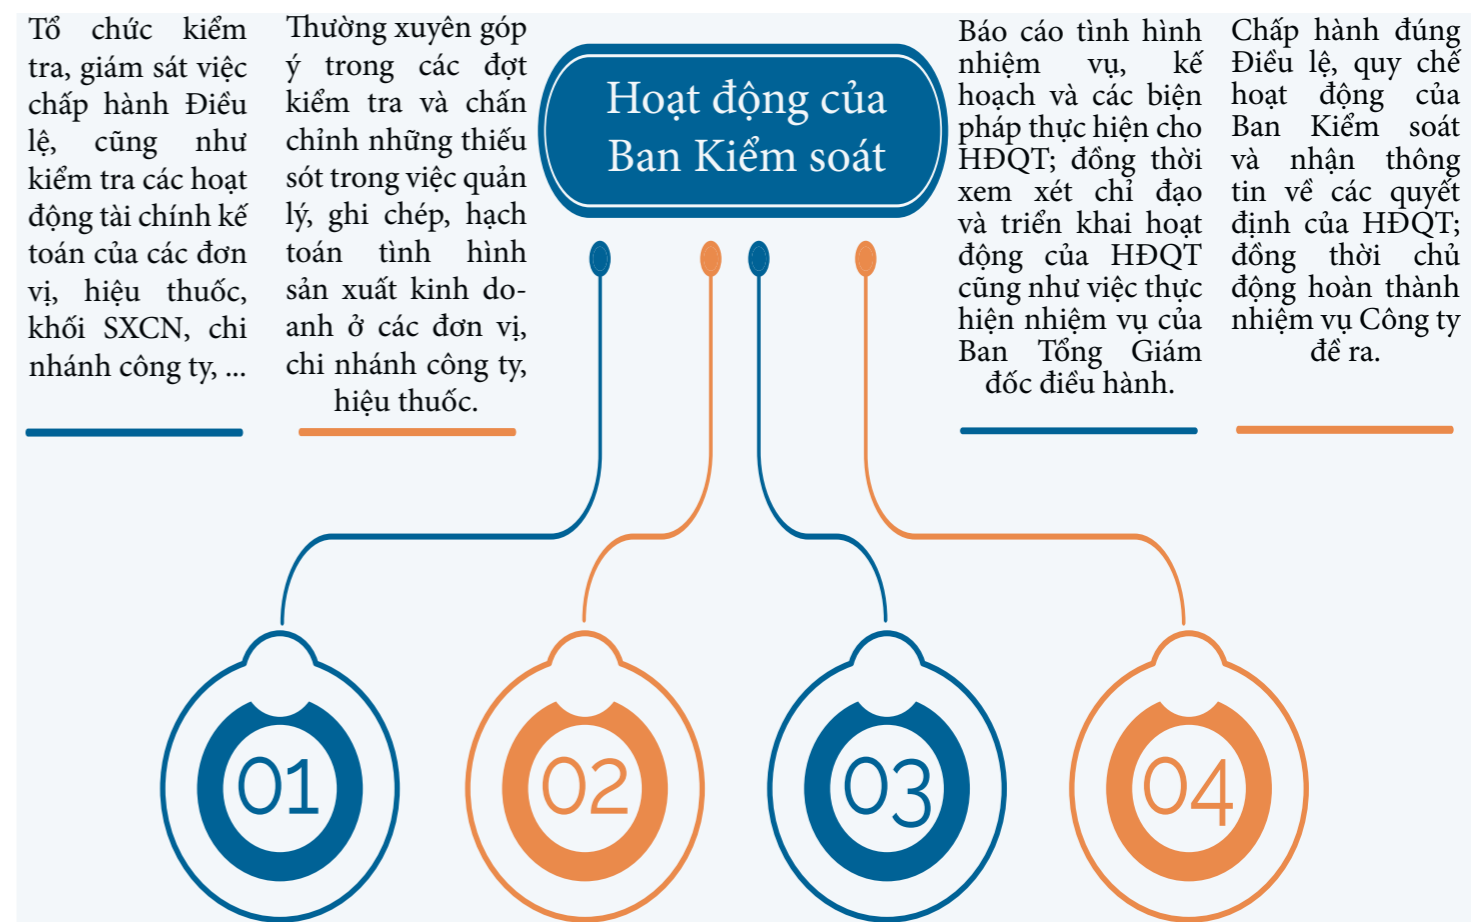 Tổ chức kiểm
tra, giám sát việc
chấp hành Điều
lệ, cũng như
kiểm tra các hoạt
động tài chính kế
toán của các đơn
vị, hiệu thuốc,
khối SXCN, chi
nhánh công ty, ...
Thường xuyên góp
ý trong các đợt
kiểm tra và chấn
chỉnh những thiếu
sót trong việc quản
lý, ghi chép, hạch
toán tình hình
sản xuất kinh do-
anh ở các đơn vị,
chi nhánh công ty,
hiệu thuốc.
Hoạt động của
Ban Kiểm soát
Báo cáo tình hình
nhiệm vụ, kế
hoạch và các biện
pháp thực hiện cho
HĐQT; đồng thời
xem xét chỉ đạo
và triển khai hoạt
động của HĐQT
cũng như việc thực
hiện nhiệm vụ của
Ban Tổng Giám
đốc điều hành.
Chấp hành đúng
Điều lệ, quy chế
hoạt động của
Ban Kiểm soát
và nhận thông
tin về các quyết
định của HĐQT;
đồng thời chủ
động hoàn thành
nhiệm vụ Công ty
đề ra.
01
02
03
04